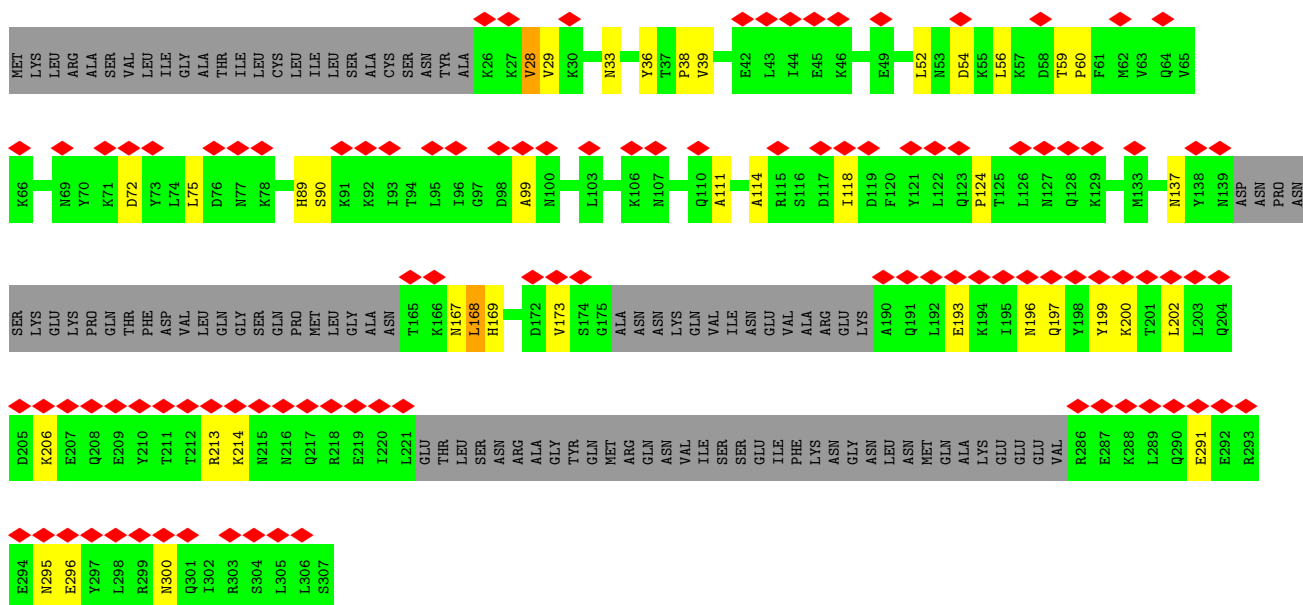 MET LYS LEU ARG ALA SER VAL LEU ILE GLY ALA THR ILE LEU CYS LEU ILE LEU SER ALA CYS SER ASN TYR ALA K26 K27 V28 V29 K30 N33 Y36 T37 P38 V39 E42 L43 I44 E45 K46 E49 L52 N53 D54 K55 L56 K57 D58 T59 P60 F61 M62 V63 Q64 V65
K66 N69 Y70 K71 D72 Y73 L74 L75 D76 N77 K78 H89 S90 K91 K92 I93 T94 L95 I96 G97 D98 A99 N100 L103 K106 N107 Q110 A111 A114 R115 S116 D117 I118 D119 F120 Y121 L122 Q123 P124 T125 L126 N127 Q128 K129 M133 N137 Y138 N139 ASP ASN PRO ASN
SER LYS GLU LYS PRO GLN THR PHE ASP VAL LEU GLN GLY SER GLN PRO MET LEU GLY ALA ASN T165 K166 N167 L168 H169 D172 V173 S174 G175 ALA ASN ASN LYS GLN VAL ILE ASN GLU VAL ALA ARG GLU LYS A190 Q191 L192 E193 K194 I195 N196 Q197 Y198 Y199 K200 T201 L202 L203 Q204
D205 K206 E207 Q208 E209 Y210 T211 T212 R213 K214 N215 N216 Q217 R218 E219 I220 L221 GLU THR LEU SER ASN ARG ALA GLY TYR GLN MET ARG GLN ASN VAL ILE SER SER GLU ILE PHE LYS ASN GLY ASN LEU ASN MET GLN ALA LYS GLU GLU GLU VAL R286 E287 K288 L289 Q290 E291 E292 R293
E294 N295 E296 Y297 L298 R299 N300 Q301 I302 R303 S304 L305 L306 S307